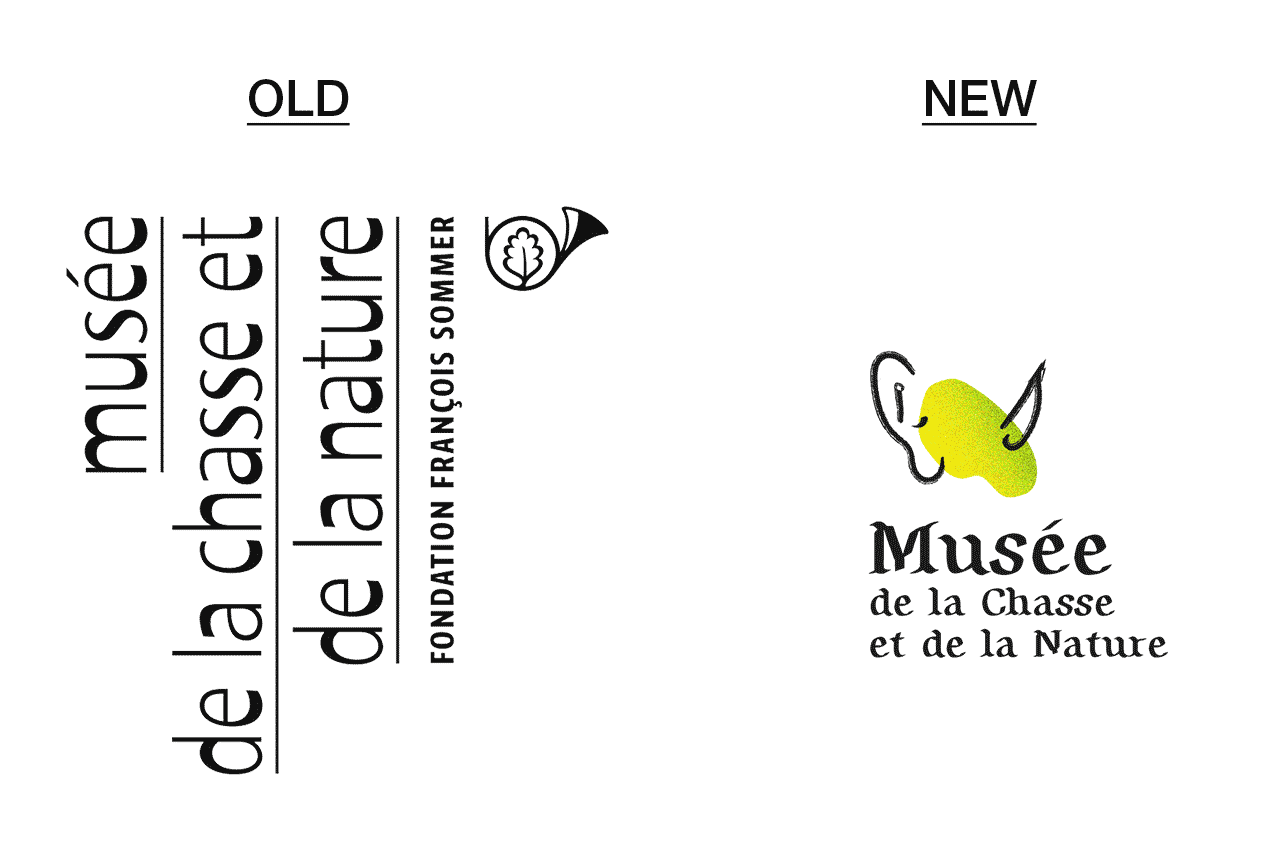 OLD
NEW
musée
de la chasse et
de la nature
FONDATION FRANÇOIS SOMMER
Musée
de la Chasse
et de la Nature